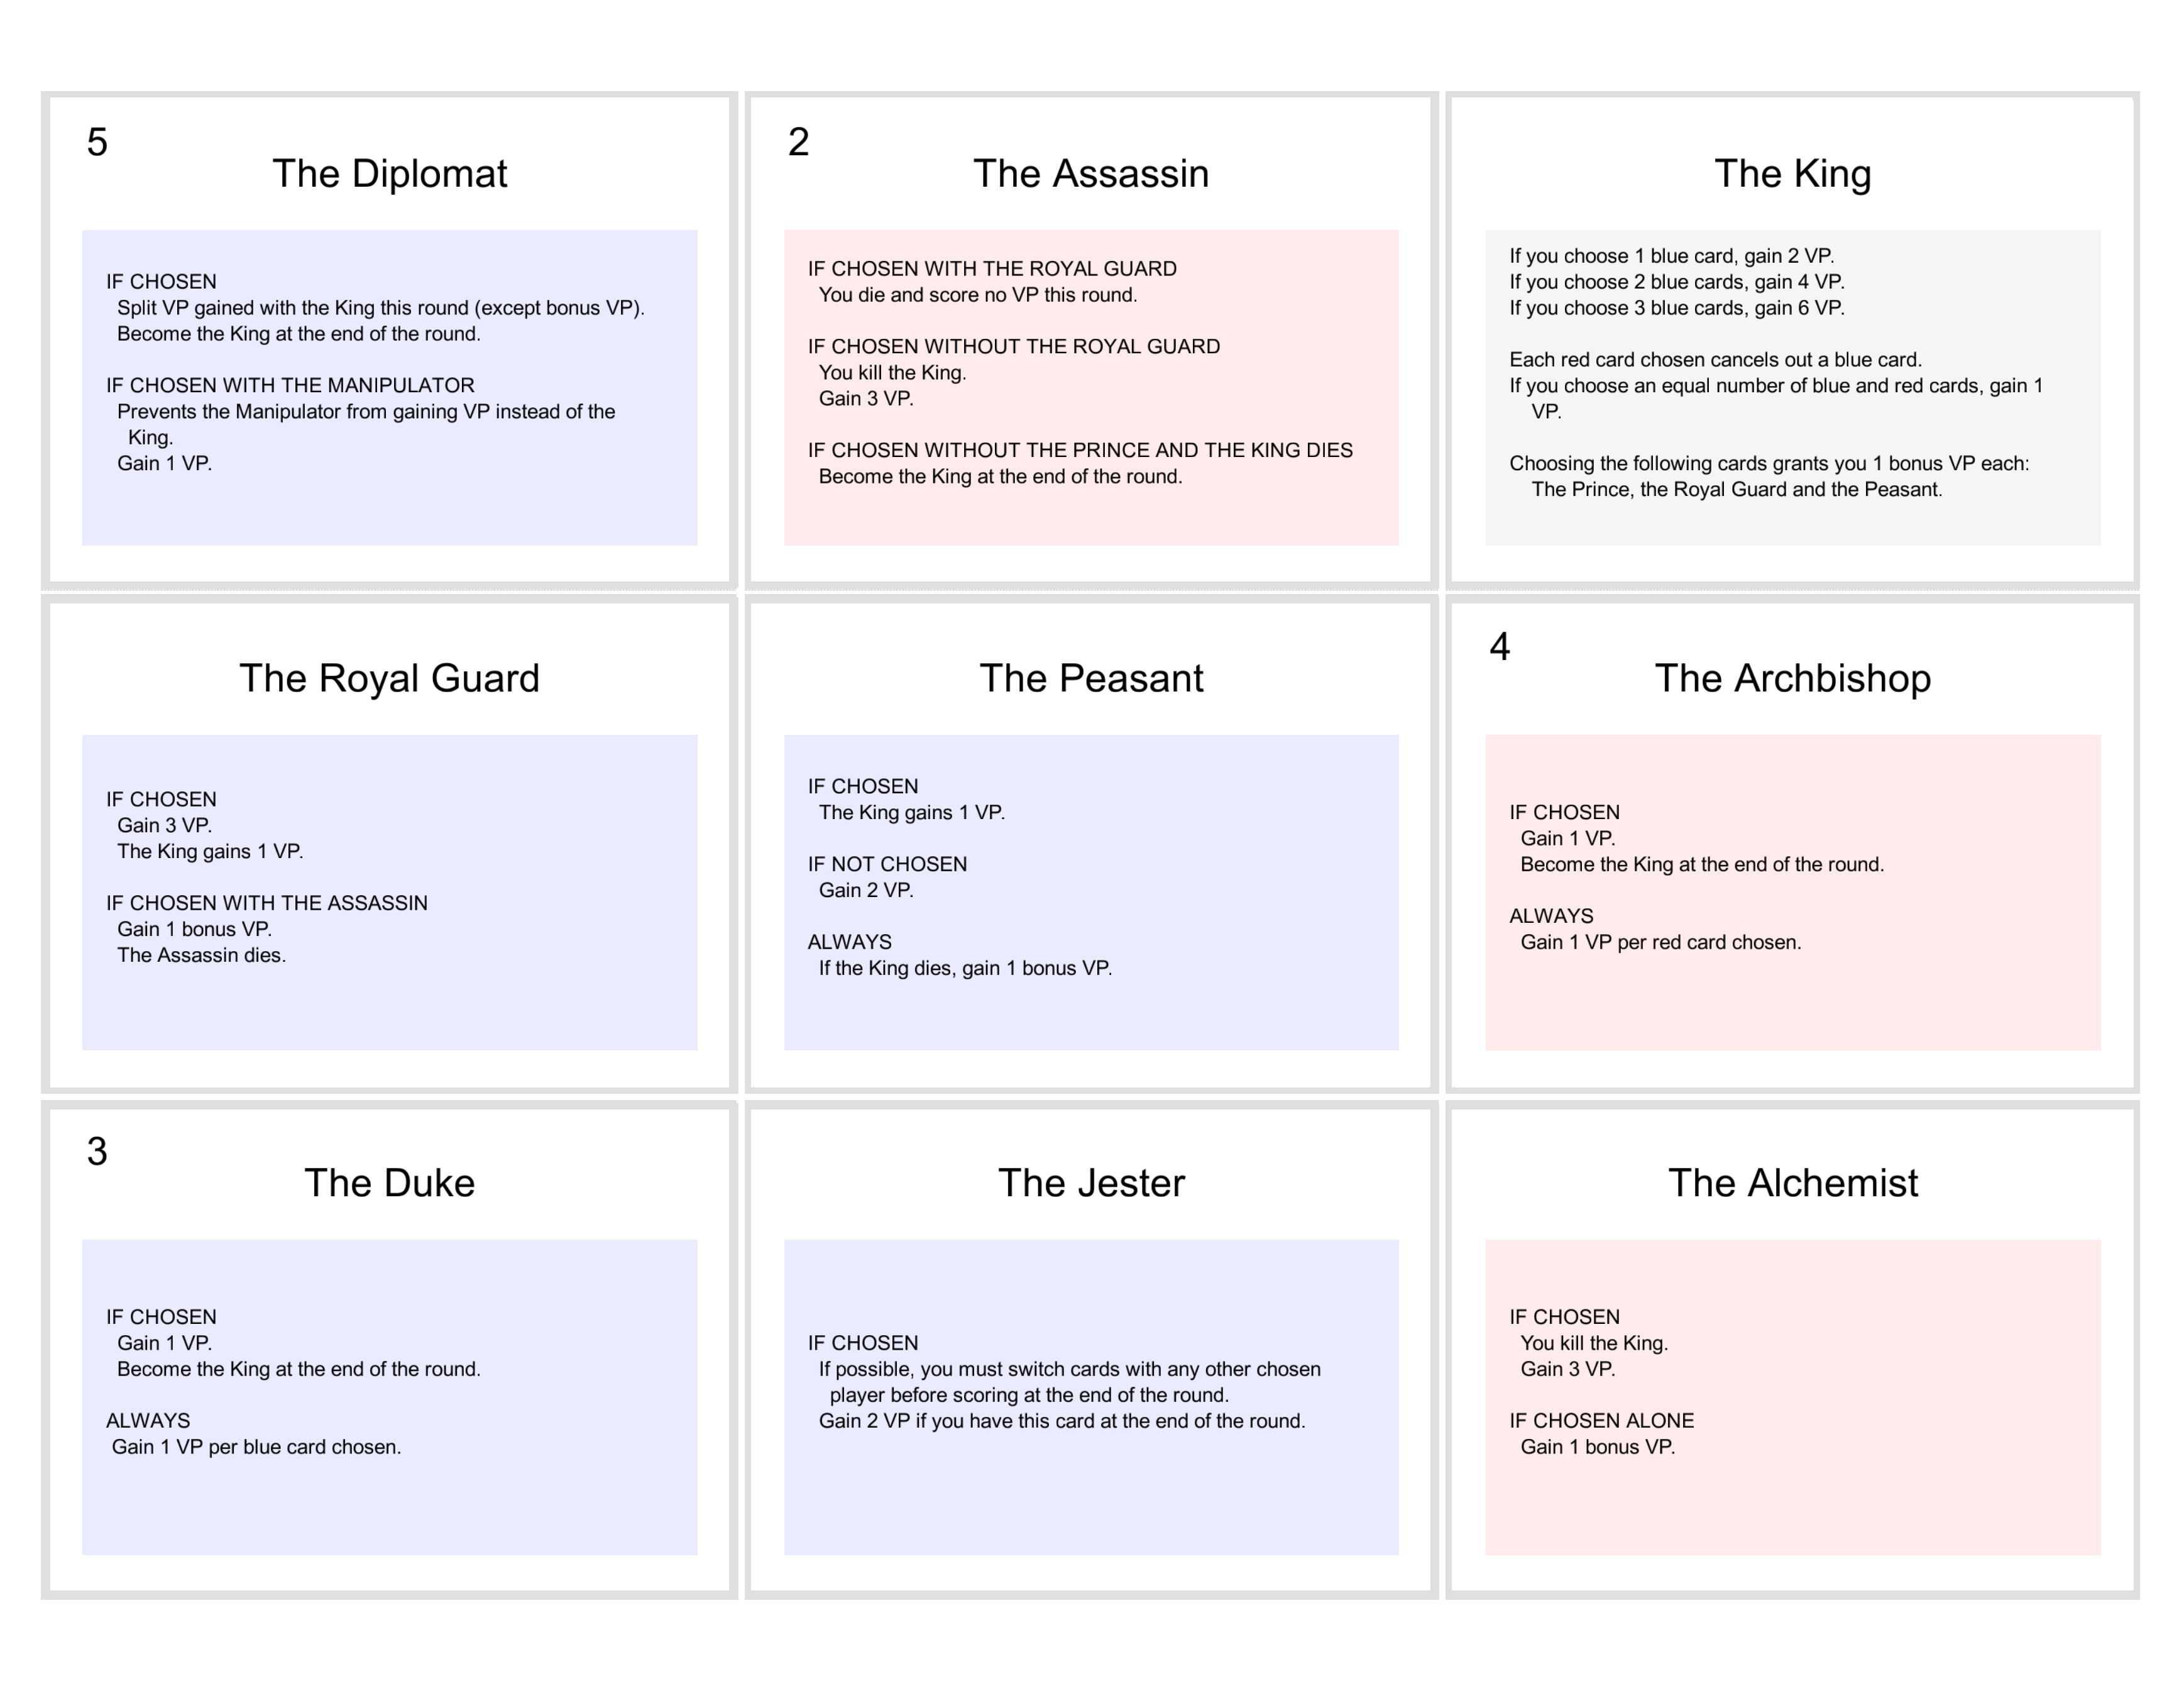 5
The Diplomat
IF CHOSEN
Split VP gained with the King this round (except bonus VP).
Become the King at the end of the round.
IF CHOSEN WITH THE MANIPULATOR
Prevents the Manipulator from gaining VP instead of the
King.
Gain 1 VP.
2
The Assassin
IF CHOSEN WITH THE ROYAL GUARD
You die and score no VP this round.
IF CHOSEN WITHOUT THE ROYAL GUARD
You kill the King.
Gain 3 VP.
IF CHOSEN WITHOUT THE PRINCE AND THE KING DIES
Become the King at the end of the round.
The King
If you choose 1 blue card, gain 2 VP.
If you choose 2 blue cards, gain 4 VP.
If you choose 3 blue cards, gain 6 VP.
Each red card chosen cancels out a blue card.
If you choose an equal number of blue and red cards, gain 1
VP.
Choosing the following cards grants you 1 bonus VP each:
The Prince, the Royal Guard and the Peasant.
The Royal Guard
IF CHOSEN
Gain 3 VP.
The King gains 1 VP.
IF CHOSEN WITH THE ASSASSIN
Gain 1 bonus VP.
The Assassin dies.
The Peasant
IF CHOSEN
The King gains 1 VP.
IF NOT CHOSEN
Gain 2 VP.
ALWAYS
If the King dies, gain 1 bonus VP.
4
The Archbishop
IF CHOSEN
Gain 1 VP.
Become the King at the end of the round.
ALWAYS
Gain 1 VP per red card chosen.
3
The Duke
IF CHOSEN
Gain 1 VP.
Become the King at the end of the round.
ALWAYS
Gain 1 VP per blue card chosen.
The Jester
IF CHOSEN
If possible, you must switch cards with any other chosen
player before scoring at the end of the round.
Gain 2 VP if you have this card at the end of the round.
The Alchemist
IF CHOSEN
You kill the King.
Gain 3 VP.
IF CHOSEN ALONE
Gain 1 bonus VP.